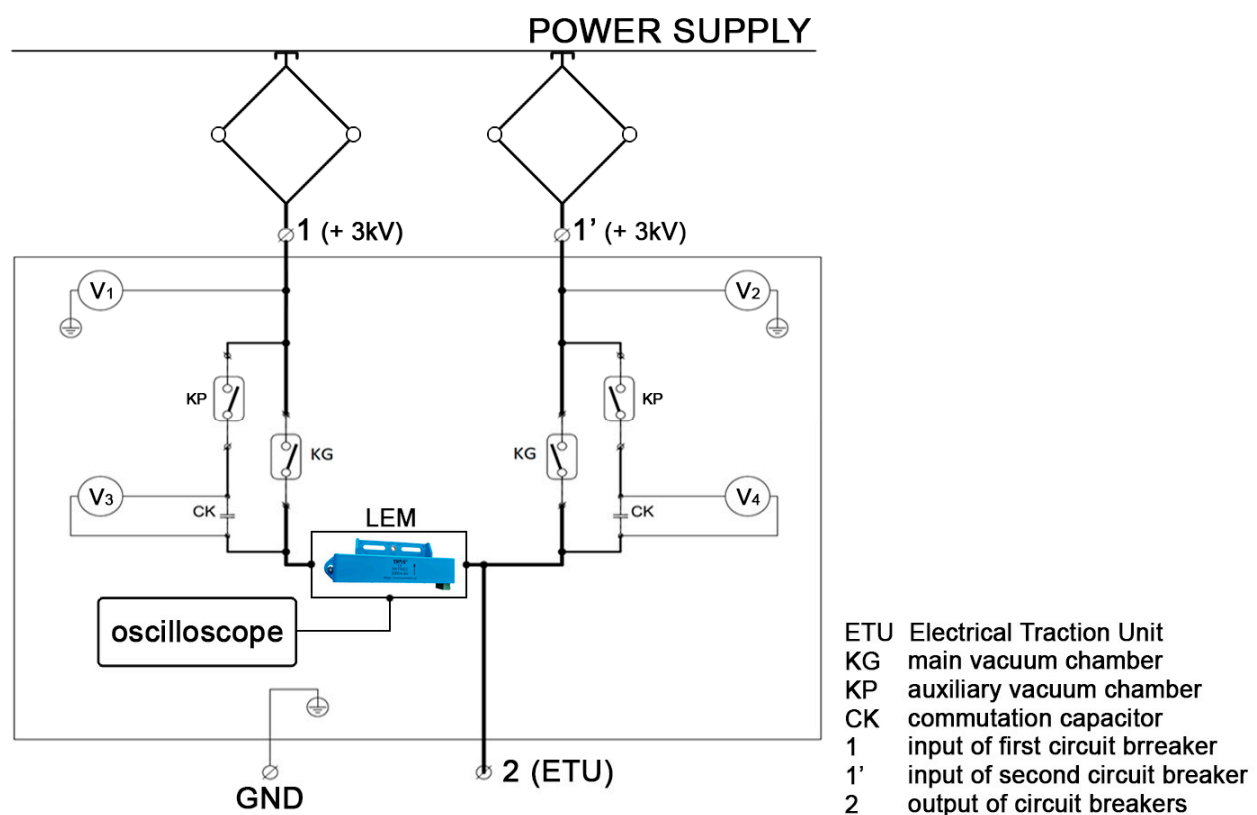 POWER SUPPLY
1 (+ 3kV)
1’ (+ 3kV)
V1
V2
KP
KP
KG
KG
V3
V4
CK
CK
LEM
oscilloscope
GND
2 (ETU)
ETU Electrical Traction Unit
KG main vacuum chamber
KP auxiliary vacuum chamber
CK commutation capacitor
1 input of first circuit brreaker
1’ input of second circuit breaker
2 output of circuit breakers